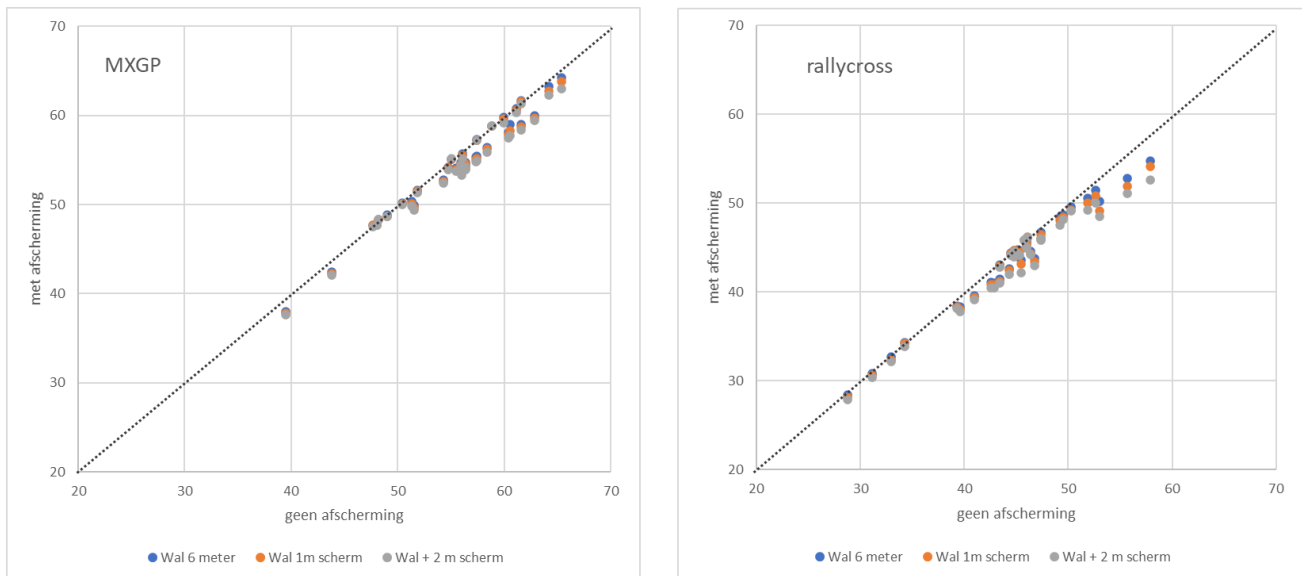 MXGP
met afscherming
70
60
50
40
30
20
20 30 40 50 60 70
geen afscherming
Wal 6 meter Wal 1m scherm Wal + 2 m scherm
rallycross
met afscherming
70
60
50
40
30
20
20 30 40 50 60 70
geen afscherming
Wal 6 meter Wal 1m scherm Wal + 2 m scherm